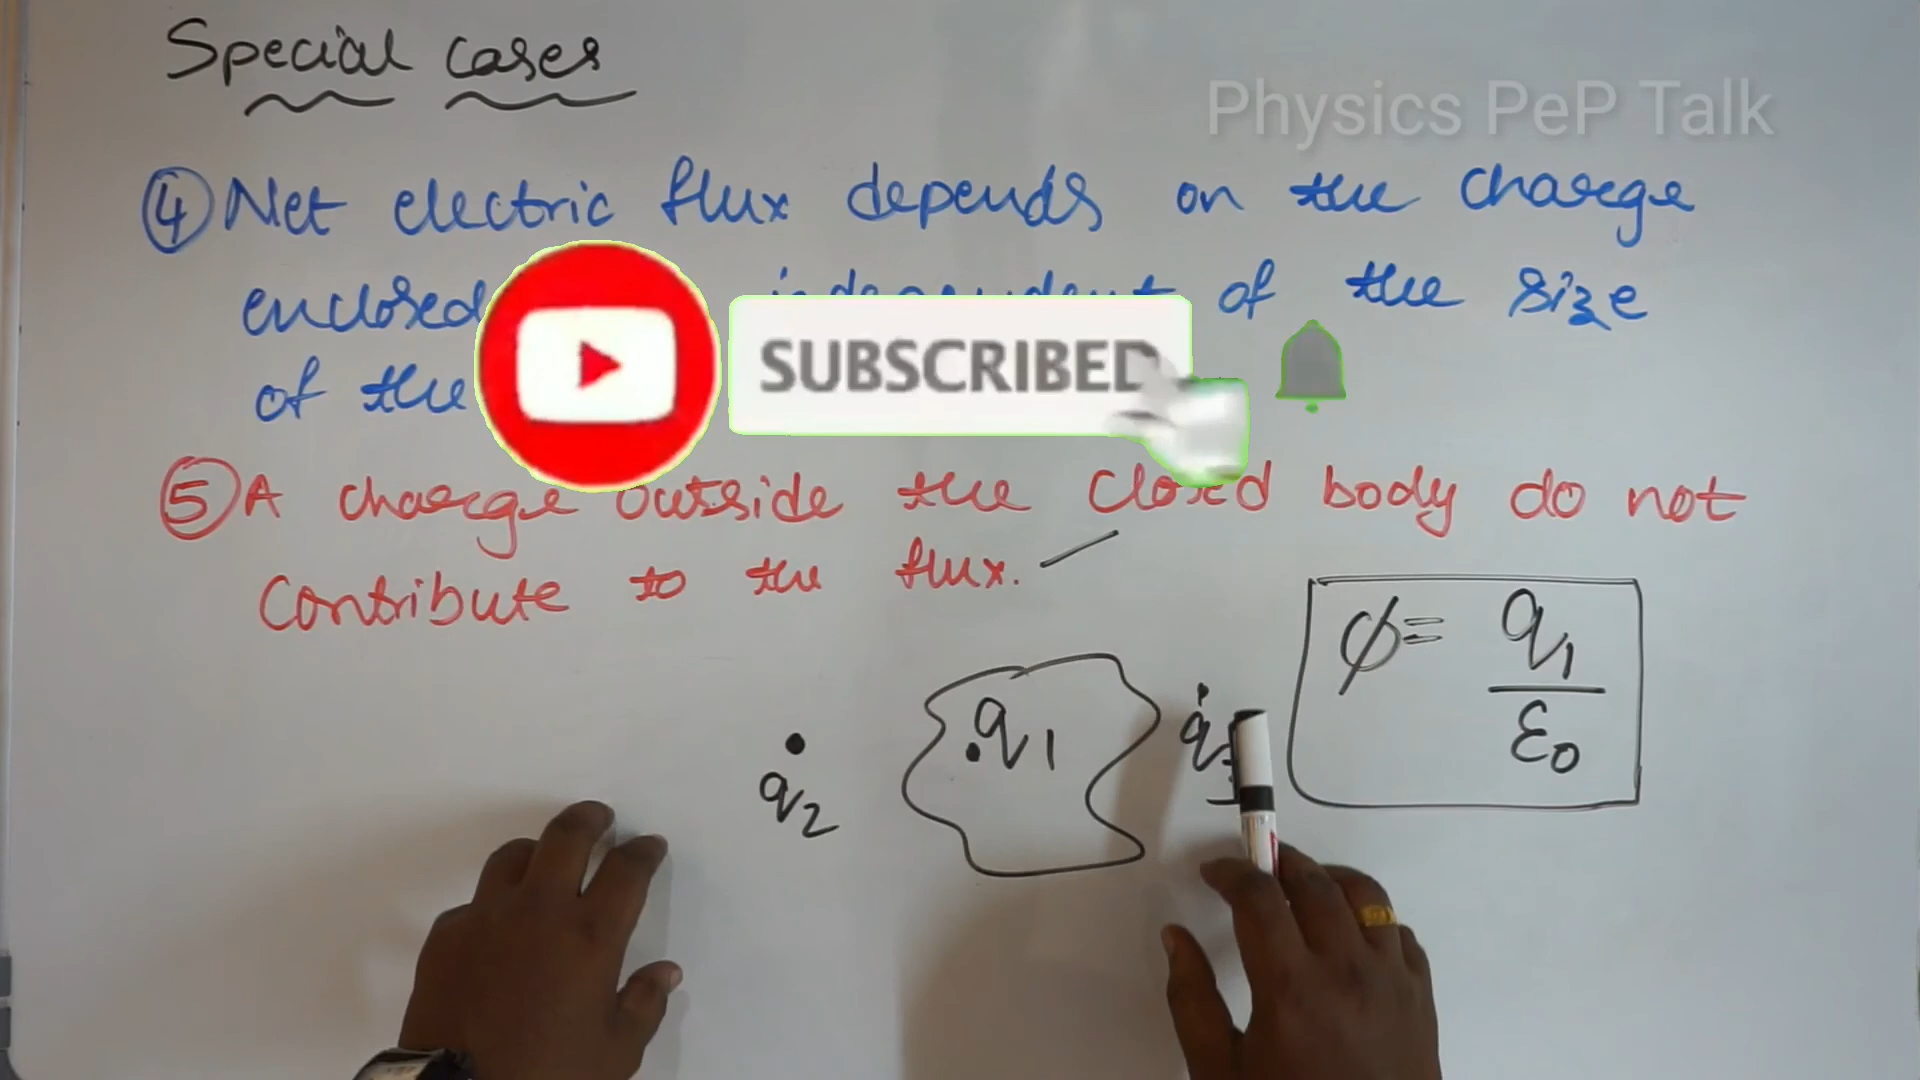 Special cases
Physics PeP Talk
④ Net electric flux depends on the charge
enclosed independent of the size
of the
SUBSCRIBED
⑤ A charge outside the closed body do not
contribute to the flux.
ϕ = q₁
ε₀
.q₁
q₂